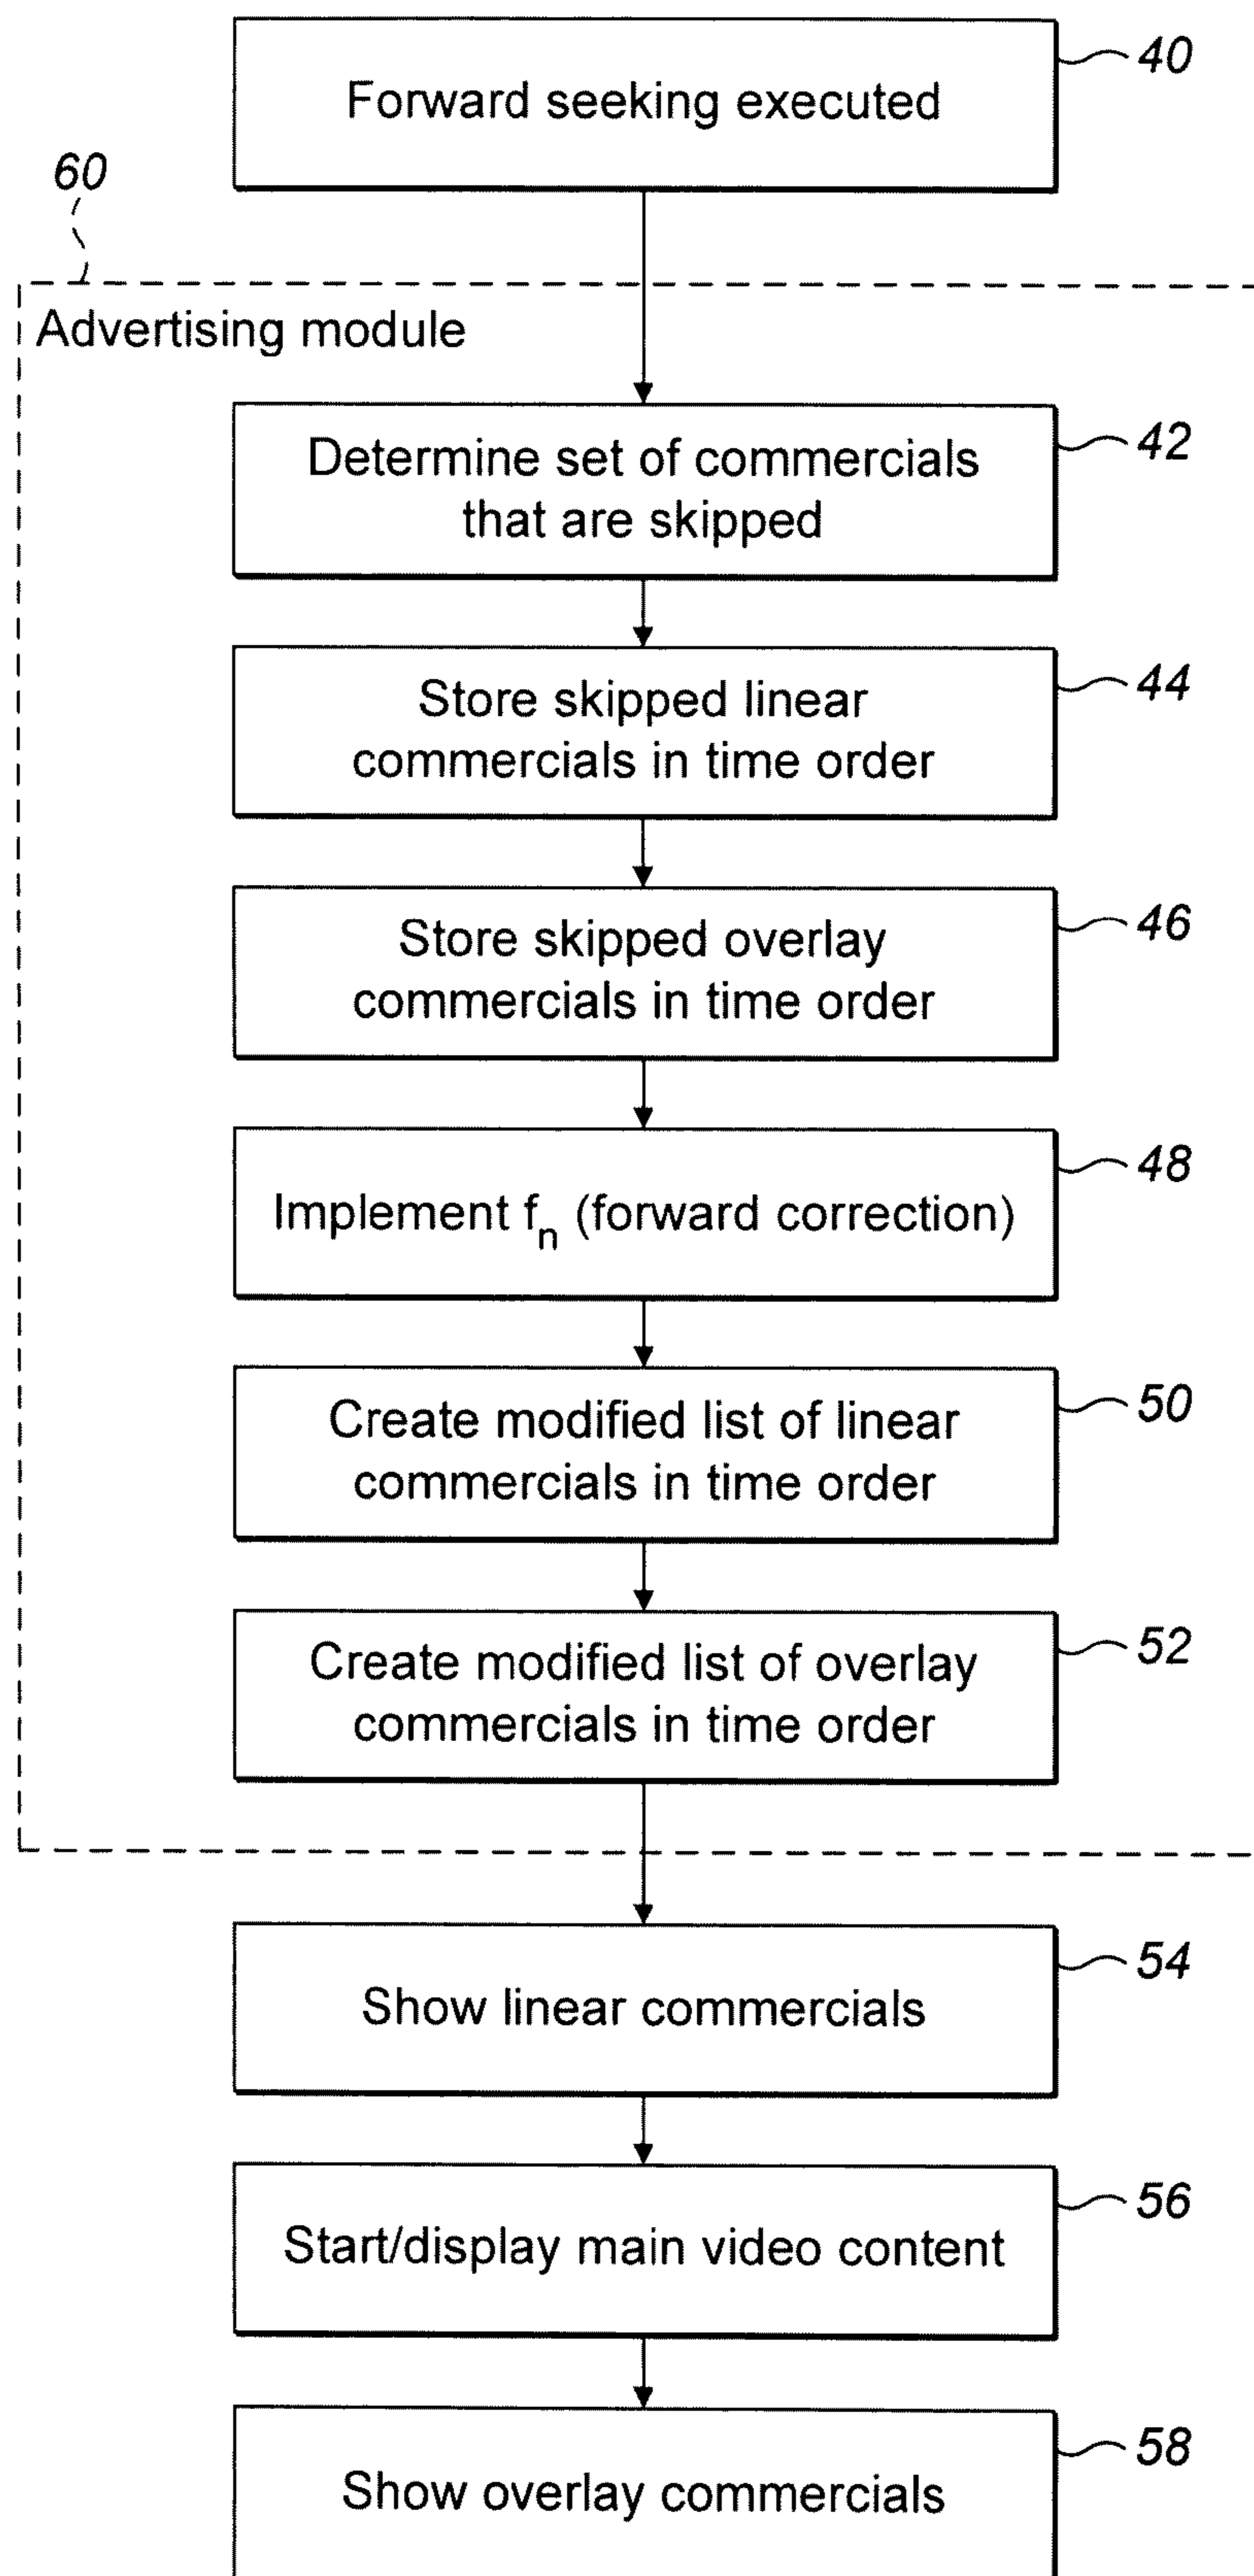 Forward seeking executed
40
60
Advertising module
Determine set of commercials
that are skipped
42
Store skipped linear
commercials in time order
44
Store skipped overlay
commercials in time order
46
Implement fn (forward correction)
48
Create modified list of linear
commercials in time order
50
Create modified list of overlay
commercials in time order
52
Show linear commercials
54
Start/display main video content
56
Show overlay commercials
58